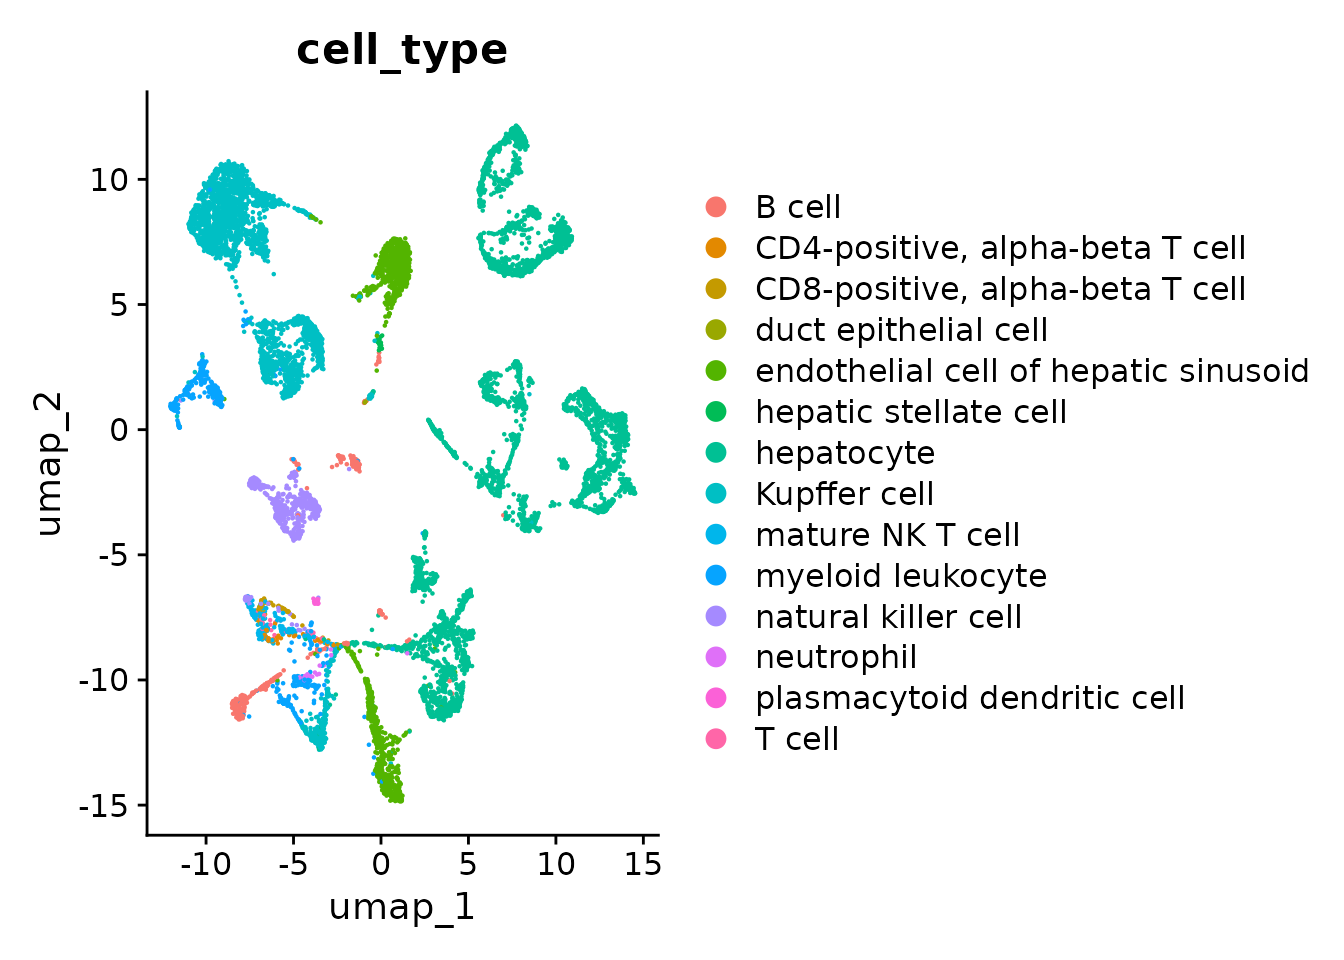 cell_type
10
5
0
-5
-10
-15
umap_2
-10 -5 0 5 10 15
umap_1
B cell
CD4-positive, alpha-beta T cell
CD8-positive, alpha-beta T cell
duct epithelial cell
endothelial cell of hepatic sinusoid
hepatic stellate cell
hepatocyte
Kupffer cell
mature NK T cell
myeloid leukocyte
natural killer cell
neutrophil
plasmacytoid dendritic cell
T cell